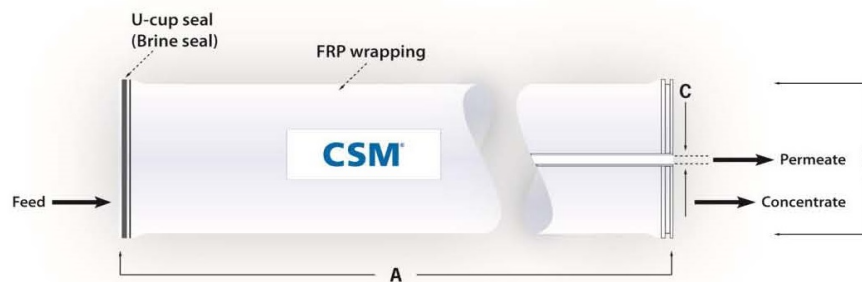 U-cup seal
(Brine seal)
FRP wrapping
C
CSM®
Permeate
Feed
Concentrate
A